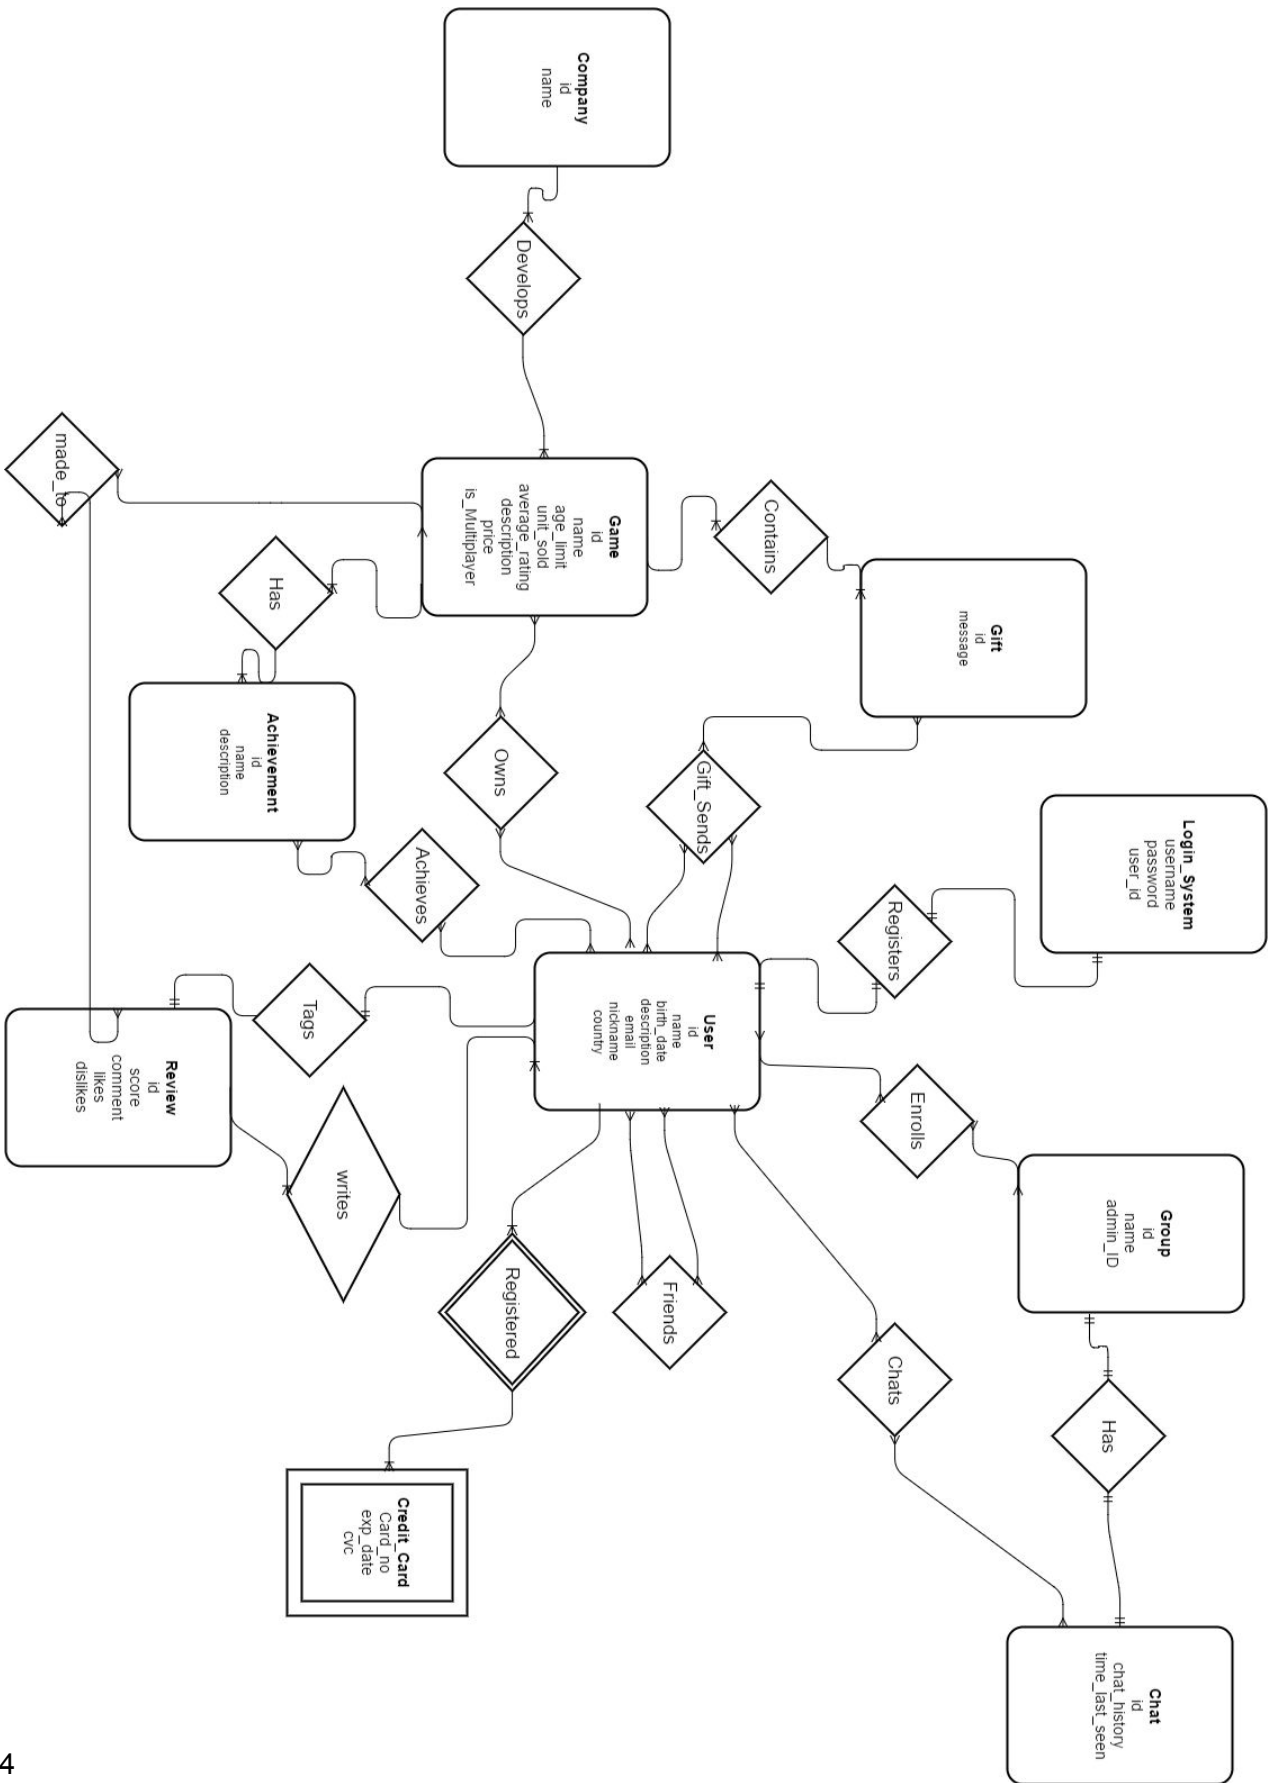 Company
id
name
Develops
made_to
Game
id
name
age_limit
unit_sold
average_rating
description
price
is_Multiplayer
Contains
Gift
id
message
Has
Achievement
id
name
description
Owns
Gift_Sends
Achieves
Login_System
username
password
user_id
Registers
Tags
User
id
name
birth_date
description
email
nickname
country
Review
id
score
comment
likes
dislikes
writes
Enrolls
Group
id
name
admin_ID
Registered
Friends
Chats
Has
Credit_Card
Card_no
exp_date
cvc
Chat
id
chat_history
time_last_seen
4